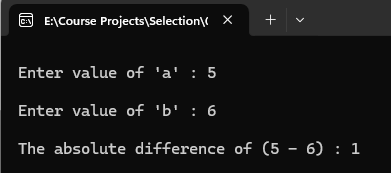 E:\Course Projects\Selection\(
Enter value of 'a' : 5
Enter value of 'b' : 6
The absolute difference of (5 - 6) : 1